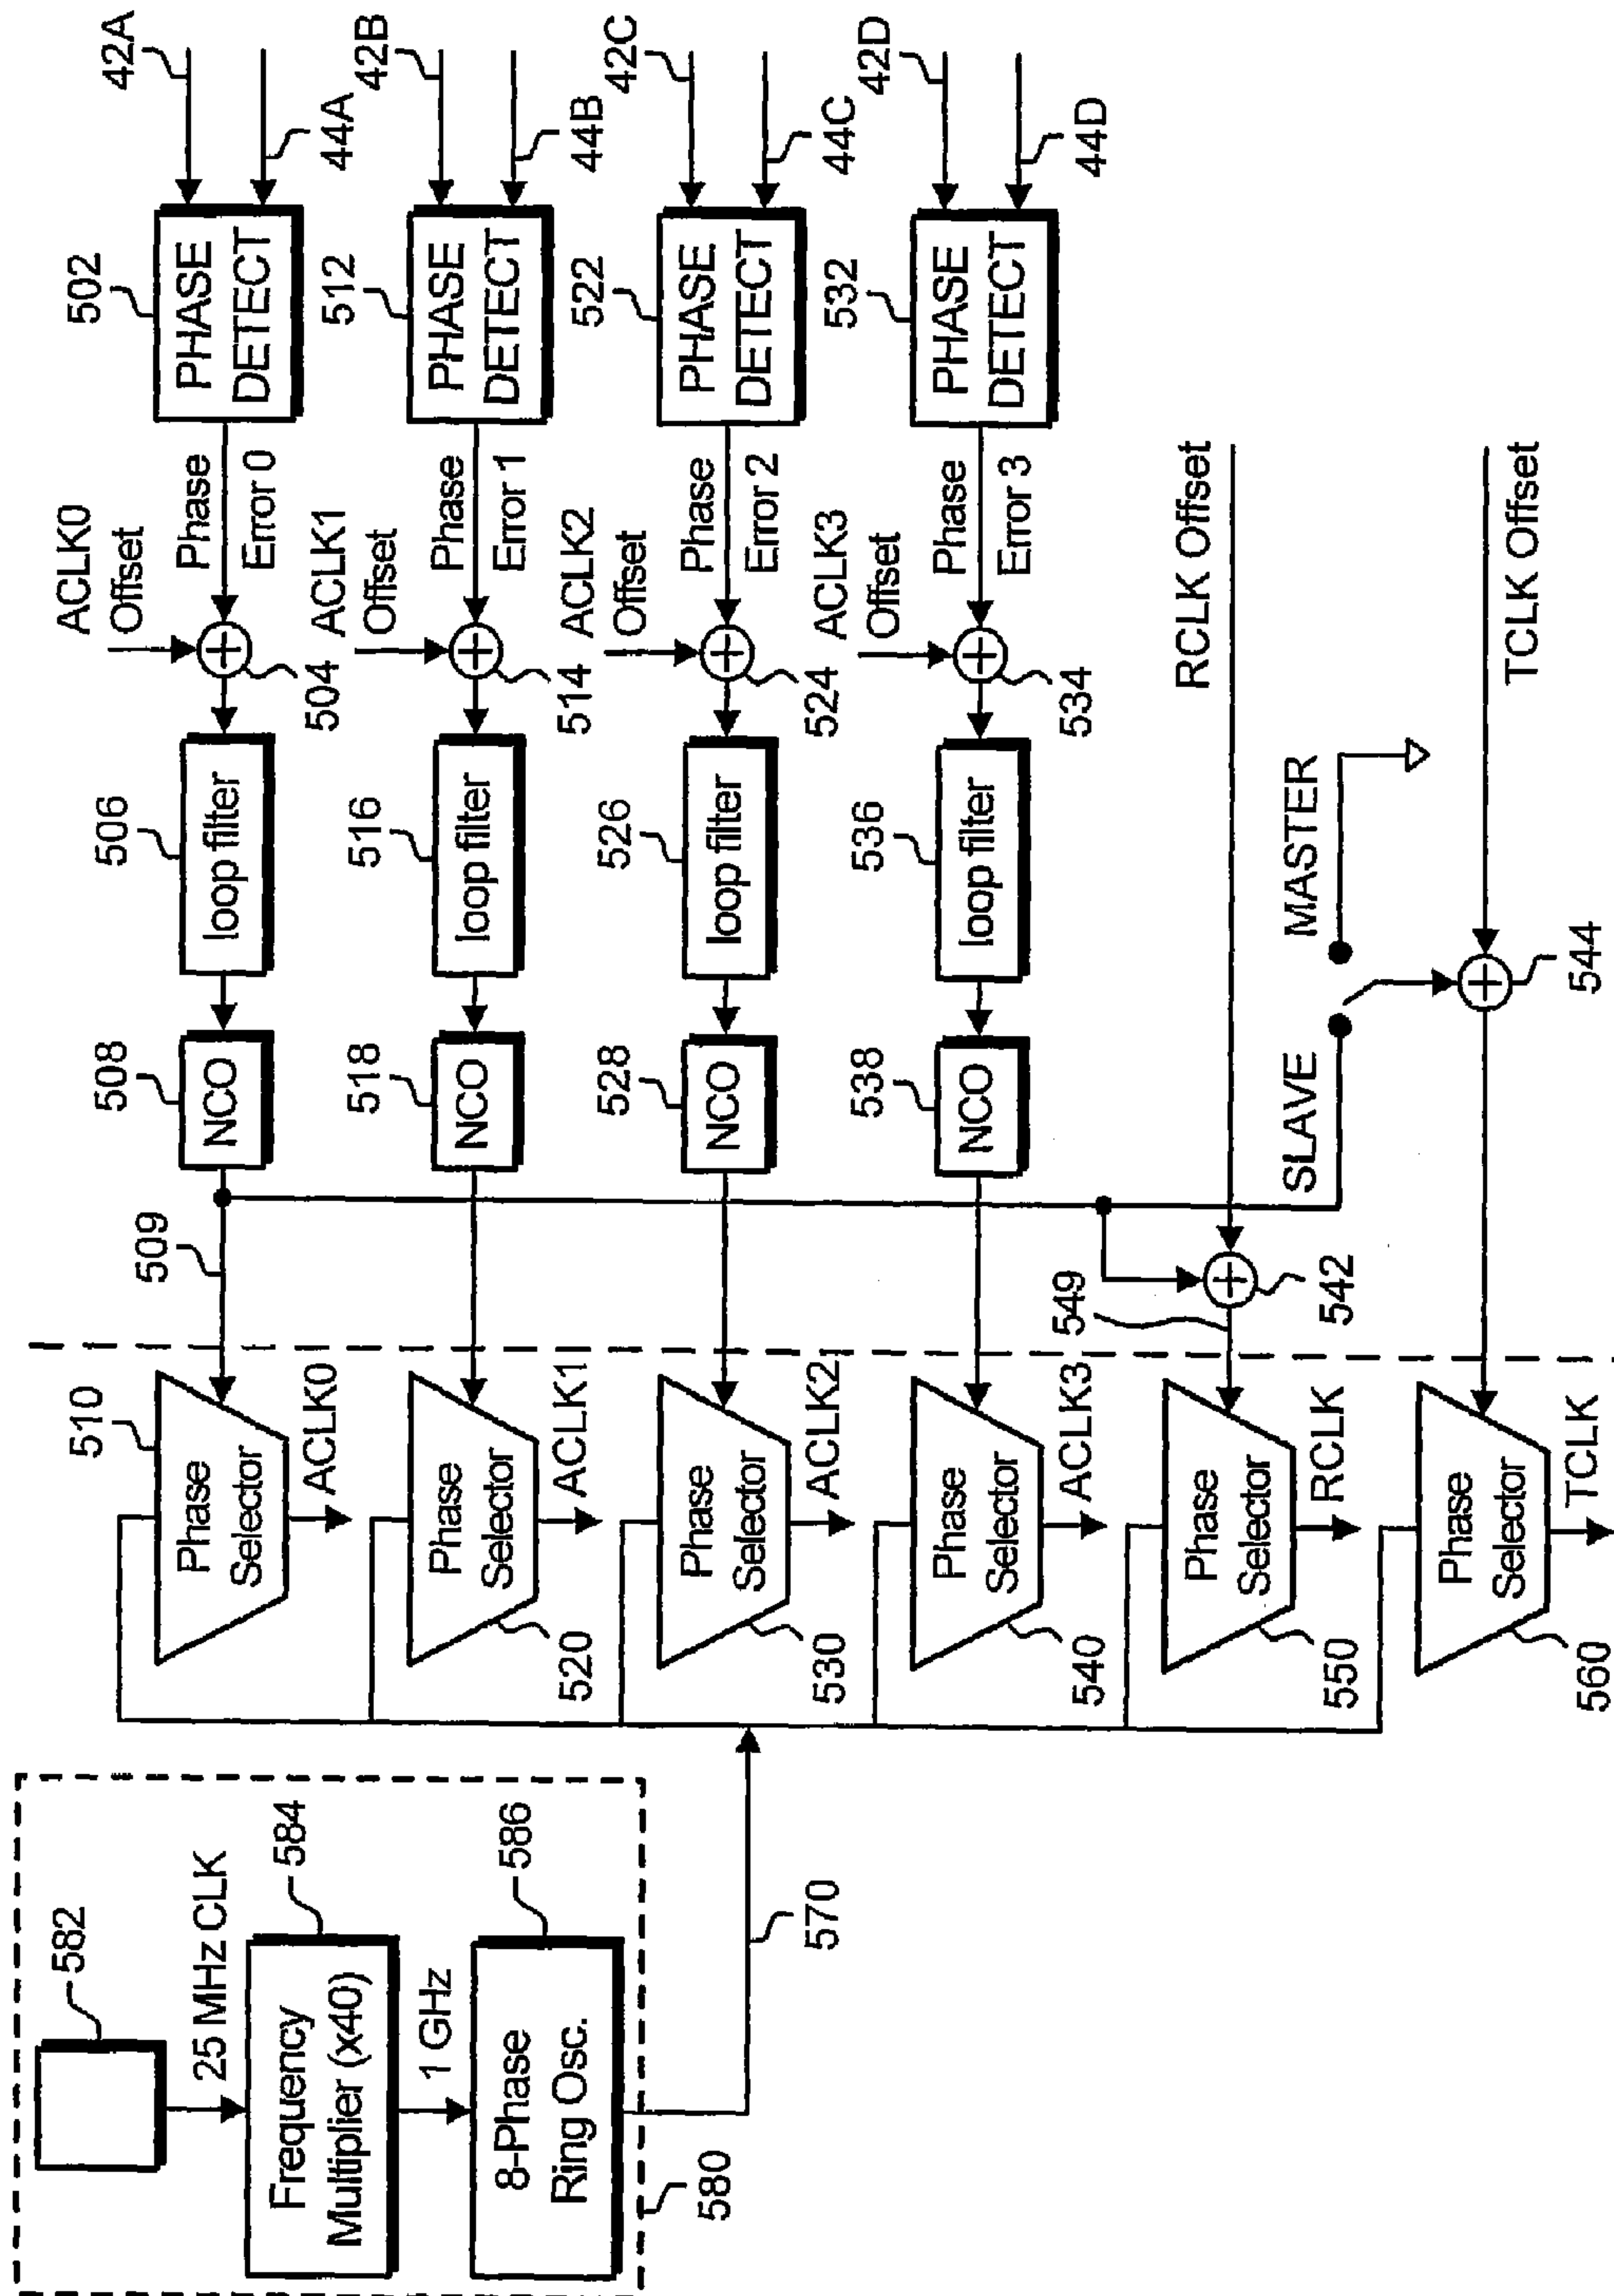 582
25 MHz CLK
584
Frequency
Multiplier (x40)
1 GHz
586
8-Phase
Ring Osc.
580
570
510
Phase
Selector
ACLK0
509
508
NCO
506
loop filter
504
ACLK0
Offset
Phase
Error 0
502
PHASE
DETECT
42A
44A
520
Phase
Selector
ACLK1
518
NCO
516
loop filter
514
ACLK1
Offset
Phase
Error 1
512
PHASE
DETECT
42B
44B
530
Phase
Selector
ACLK2
528
NCO
526
loop filter
524
ACLK2
Offset
Phase
Error 2
522
PHASE
DETECT
42C
44C
540
Phase
Selector
ACLK3
538
NCO
536
loop filter
534
ACLK3
Offset
Phase
Error 3
532
PHASE
DETECT
42D
44D
550
Phase
Selector
RCLK
549
542
RCLK Offset
SLAVE
MASTER
560
Phase
Selector
TCLK
544
TCLK Offset